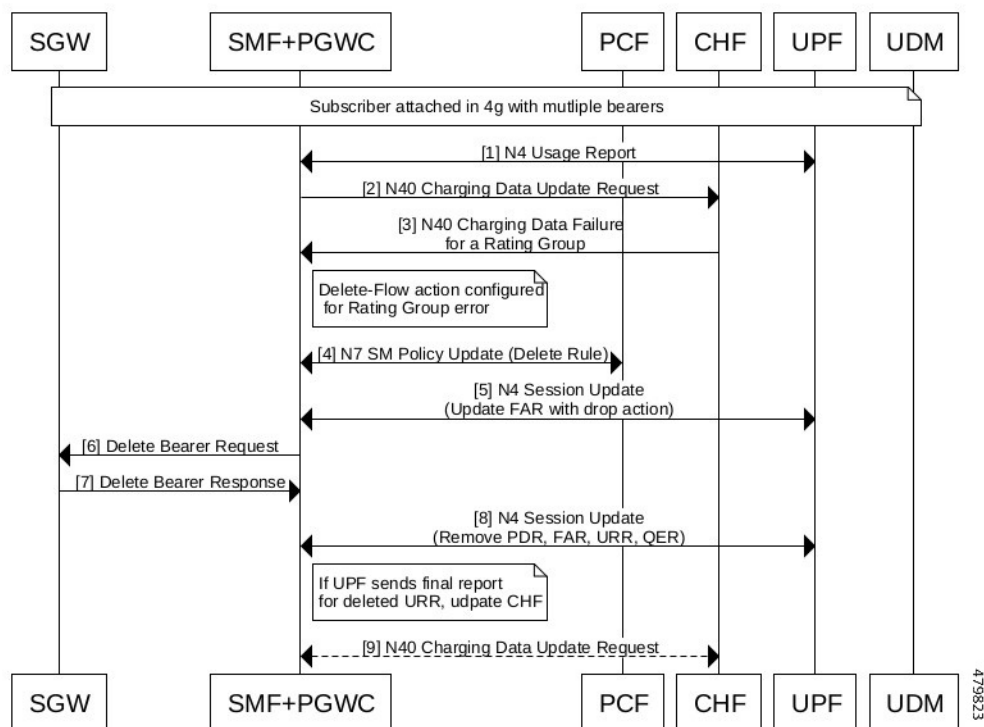 SGW SMF+PGWC PCF CHF UPF UDM
Subscriber attached in 4g with mutliple bearers
[1] N4 Usage Report
[2] N40 Charging Data Update Request
[3] N40 Charging Data Failure
for a Rating Group
Delete-Flow action configured
for Rating Group error
[4] N7 SM Policy Update (Delete Rule)
[5] N4 Session Update
(Update FAR with drop action)
[6] Delete Bearer Request
[7] Delete Bearer Response
[8] N4 Session Update
(Remove PDR, FAR, URR, QER)
If UPF sends final report
for deleted URR, udpate CHF
[9] N40 Charging Data Update Request
SGW SMF+PGWC PCF CHF UPF UDM
479823